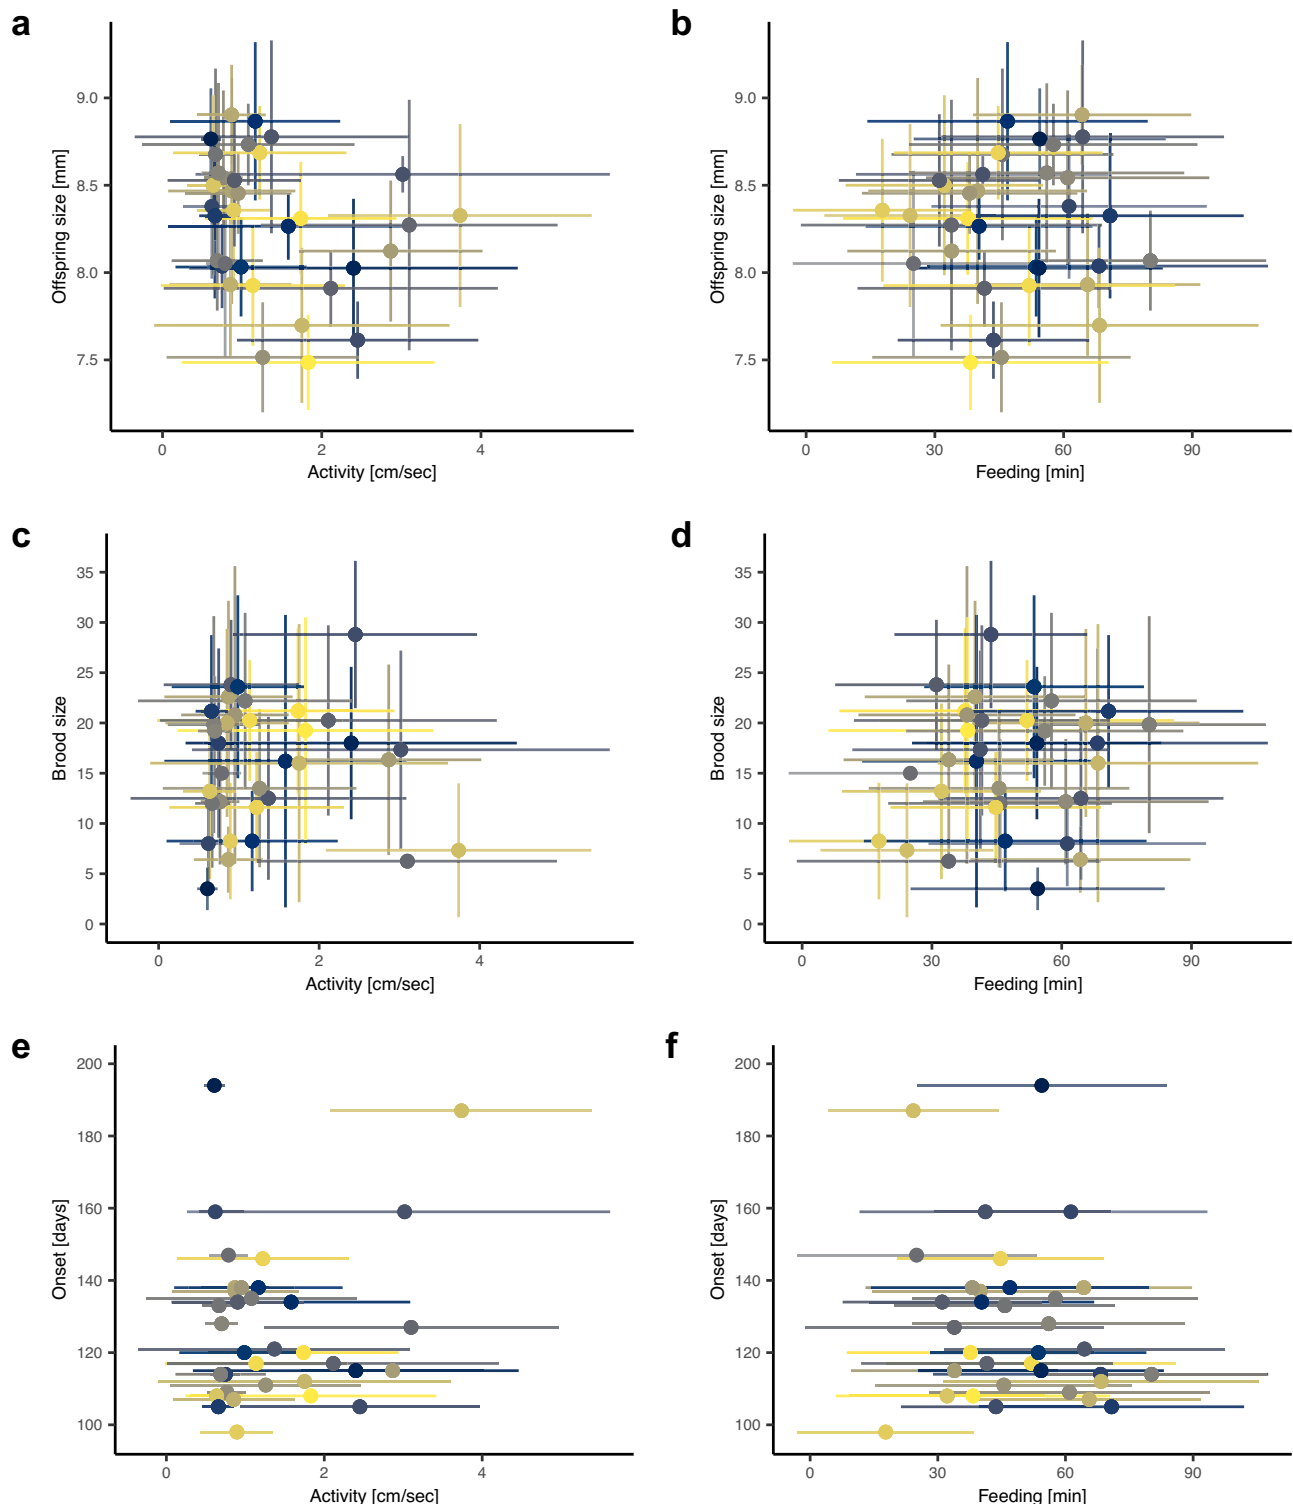 a
9.0
8.5
8.0
7.5
Offspring size [mm]
0 2 4
Activity [cm/sec]
b
9.0
8.5
8.0
7.5
Offspring size [mm]
0 30 60 90
Feeding [min]
c
35
30
25
20
15
10
5
0
Brood size
0 2 4
Activity [cm/sec]
d
35
30
25
20
15
10
5
0
Brood size
0 30 60 90
Feeding [min]
e
200
180
160
140
120
100
Onset [days]
0 2 4
Activity [cm/sec]
f
200
180
160
140
120
100
Onset [days]
0 30 60 90
Feeding [min]